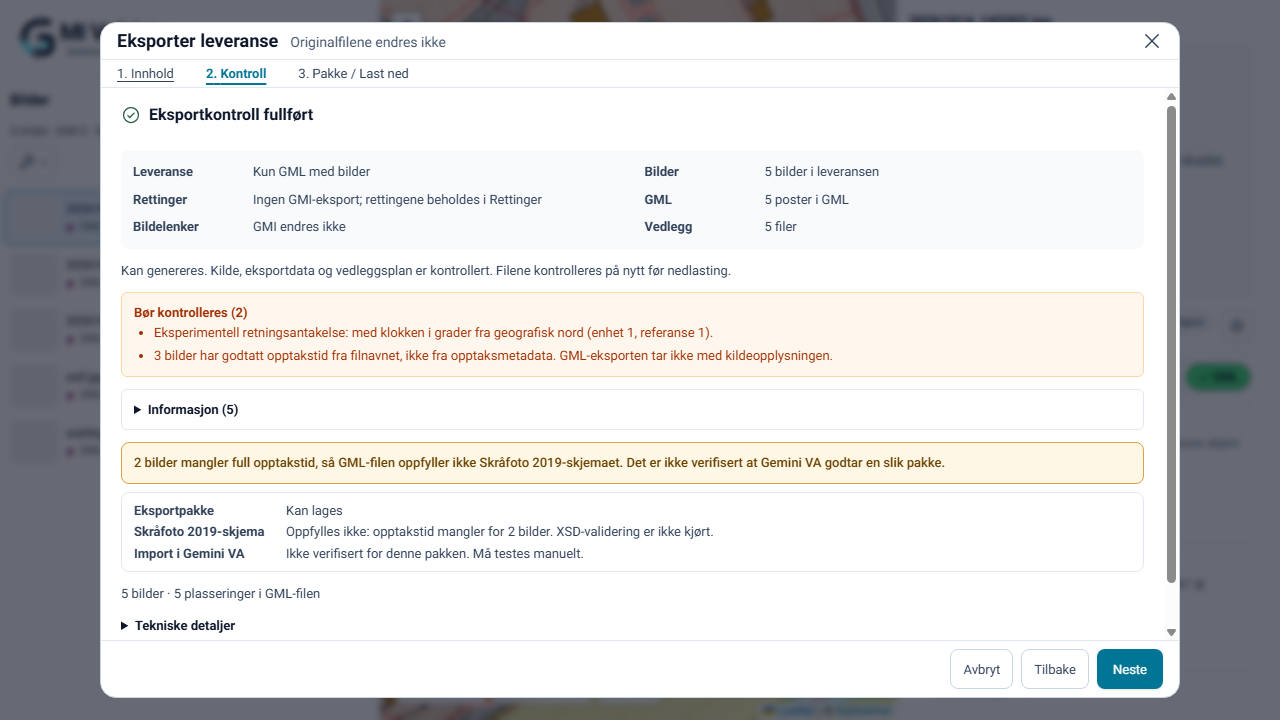 Eksporter leveranse Originalfilene endres ikke
1. Innhold 2. Kontroll 3. Pakke / Last ned
Eksportkontroll fullført
Leveranse Kun GML med bilder Bilder 5 bilder i leveransen
Rettinger Ingen GMI-eksport; rettingene beholdes i Rettinger GML 5 poster i GML
Bildelenker GMI endres ikke Vedlegg 5 filer
Kan genereres. Kilde, eksportdata og vedleggsplan er kontrollert. Filene kontrolleres på nytt før nedlasting.
Bør kontrolleres (2)
• Eksperimentell retningsantakelse: med klokken i grader fra geografisk nord (enhet 1, referanse 1).
• 3 bilder har godtatt opptakstid fra filnavnet, ikke fra opptaksmetadata. GML-eksporten tar ikke med kildeopplysningen.
Informasjon (5)
2 bilder mangler full opptakstid, så GML-filen oppfyller ikke Skråfoto 2019-skjemaet. Det er ikke verifisert at Gemini VA godtar en slik pakke.
Eksportpakke Kan lages
Skråfoto 2019-skjema Oppfylles ikke: opptakstid mangler for 2 bilder. XSD-validering er ikke kjørt.
Import i Gemini VA Ikke verifisert for denne pakken. Må testes manuelt.
5 bilder · 5 plasseringer i GML-filen
Tekniske detaljer
Avbryt Tilbake Neste
Bilder